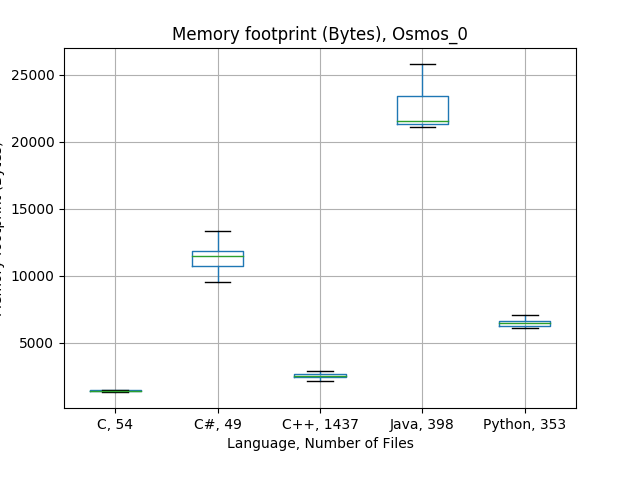 Memory footprint (Bytes), Osmos_0
25000
20000
15000
10000
5000
C, 54
C#, 49
C++, 1437
Java, 398
Python, 353
Language, Number of Files